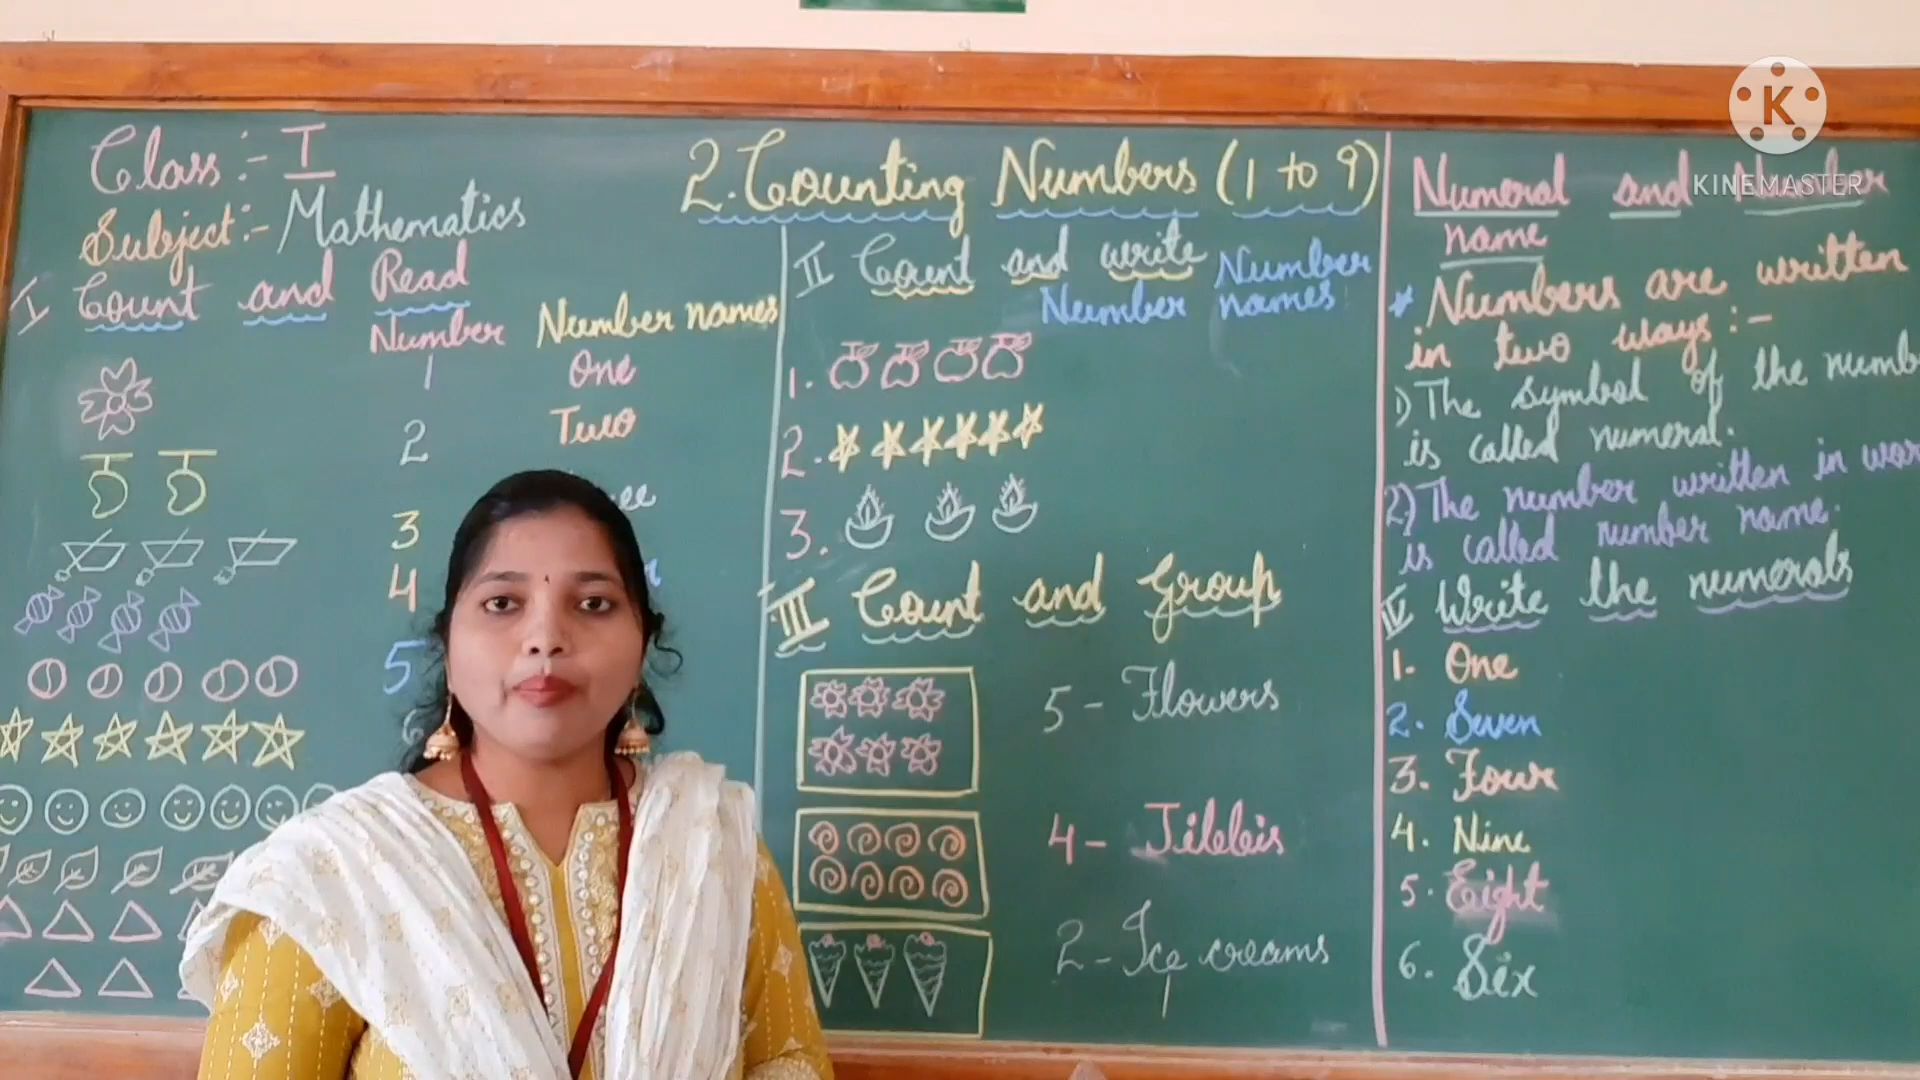 Class :- I
Subject :- Mathematics
2. Counting Numbers (1 to 9)
I Count and Read
Number Number names
1 One
2 Two
3
4
5
6
II Count and write Number
Number names
1.
2.
3.
III Count and Group
5 - Flowers
4 - Jilebis
2 - Ice creams
Numeral and
name
* Numbers are written
in two ways :-
1) The symbol of the numb
is called numeral.
2) The number written in wor
is called number name.
IV Write the numerals
1. One
2. Seven
3. Four
4. Nine
5. Eight
6. Six
K
KINEMASTER